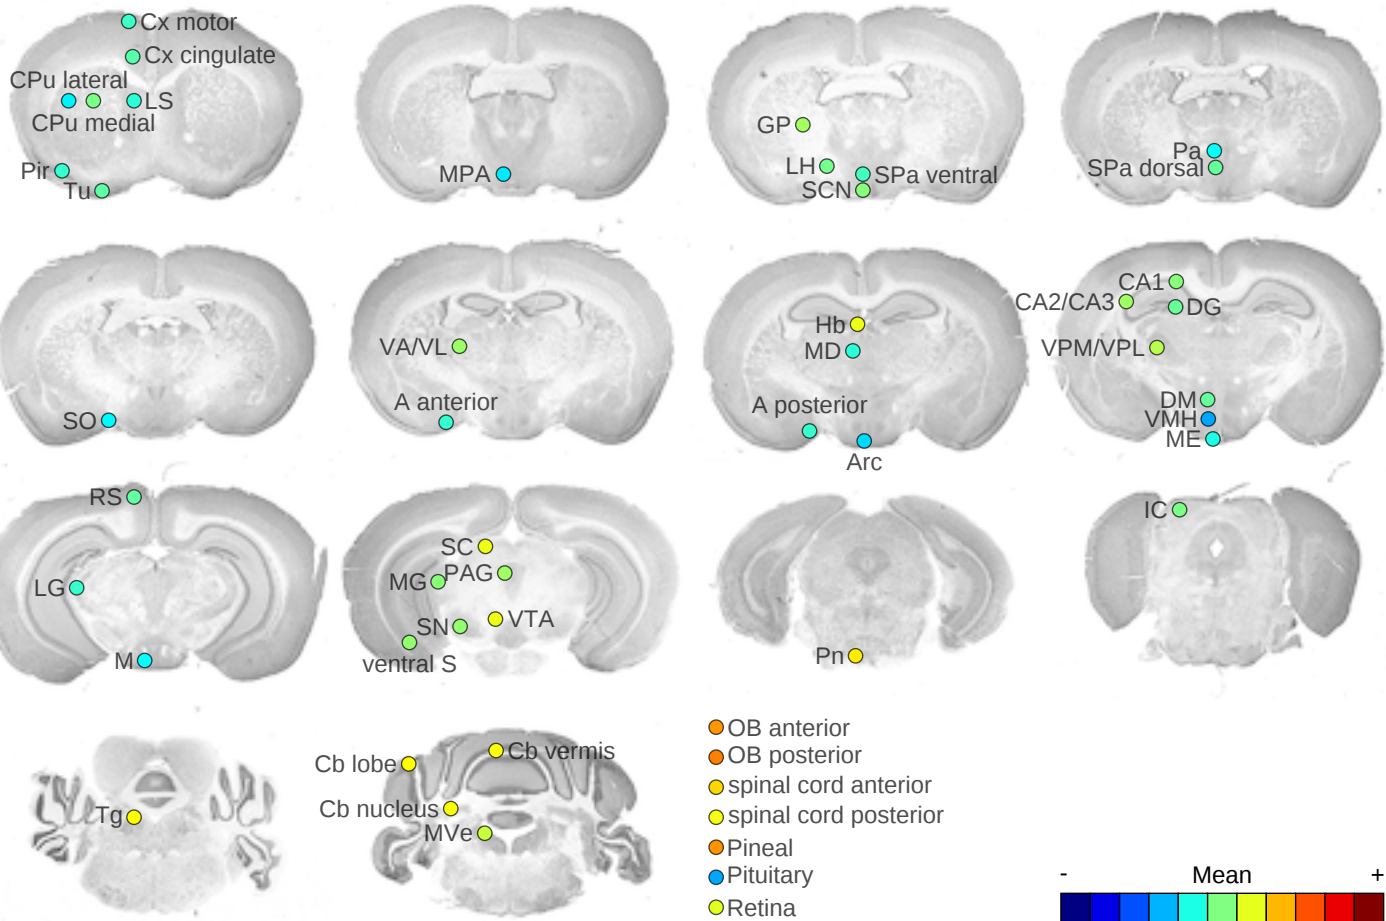 Cx motor
Cx cingulate
CPu lateral
LS
CPu medial
Pir
Tu
MPA
GP
LH
SPa ventral
SCN
Pa
SPa dorsal
SO
VA/VL
A anterior
Hb
MD
A posterior
Arc
CA1
CA2/CA3
DG
VPM/VPL
DM
VMH
ME
RS
LG
M
SC
MG
PAG
SN
VTA
ventral S
Pn
IC
Tg
Cb lobe
Cb vermis
Cb nucleus
MVe
OB anterior
OB posterior
spinal cord anterior
spinal cord posterior
Pineal
Pituitary
Retina
- Mean +